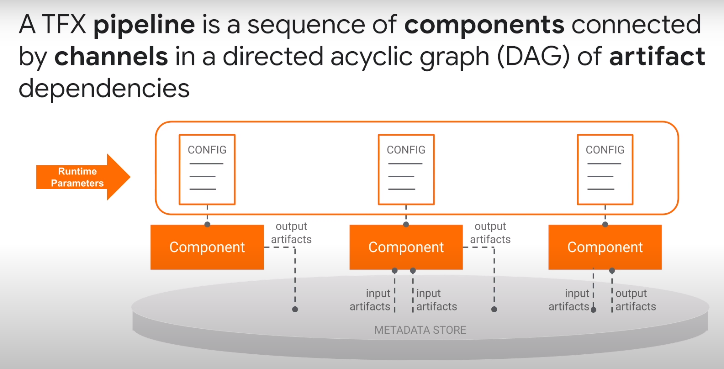 A TFX pipeline is a sequence of components connected
by channels in a directed acyclic graph (DAG) of artifact
dependencies
Runtime
Parameters
CONFIG
CONFIG
CONFIG
Component
output
artifacts
Component
output
artifacts
Component
input
artifacts
input
artifacts
input
artifacts
output
artifacts
METADATA STORE